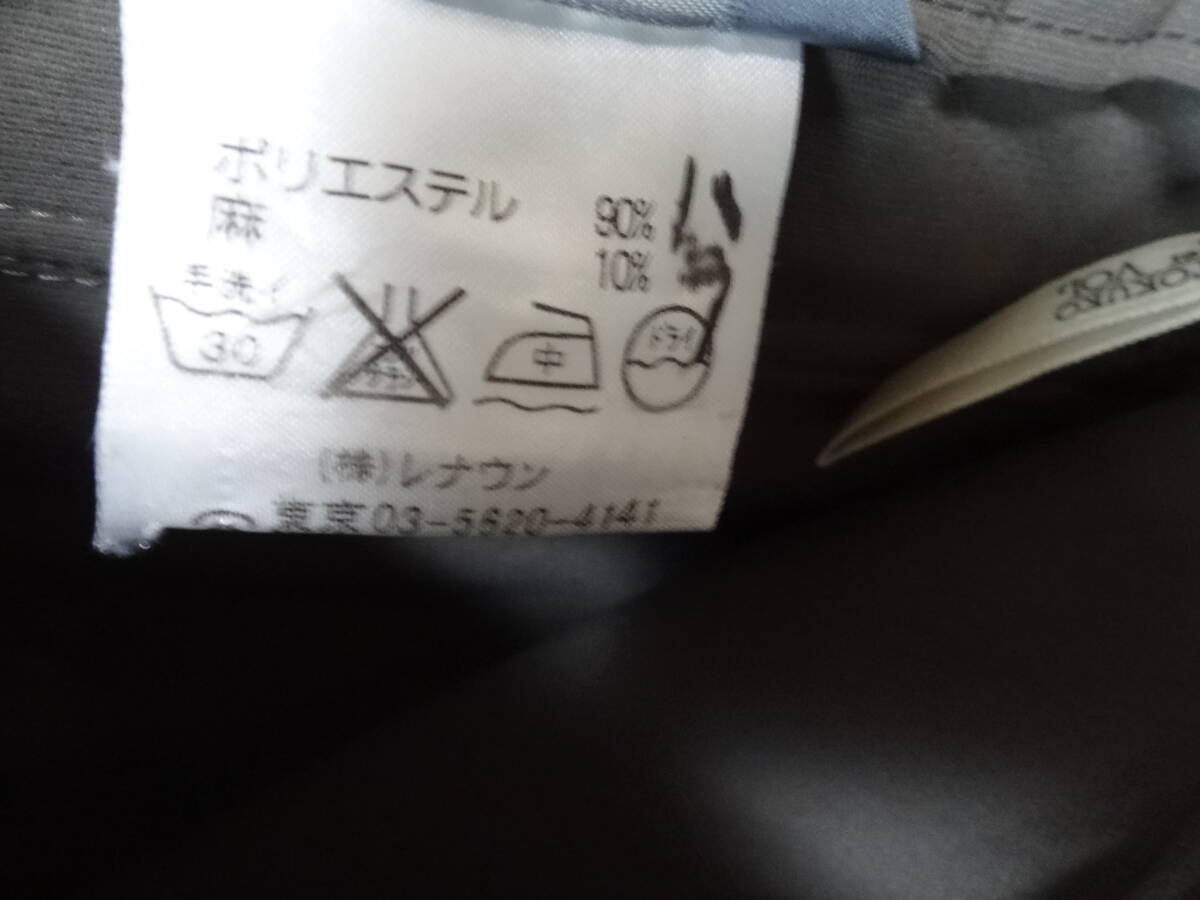 ポリエステル 90%
麻 10%
手洗イ
30
中
ドライ
(株)レナウン
東京03-5620-4141